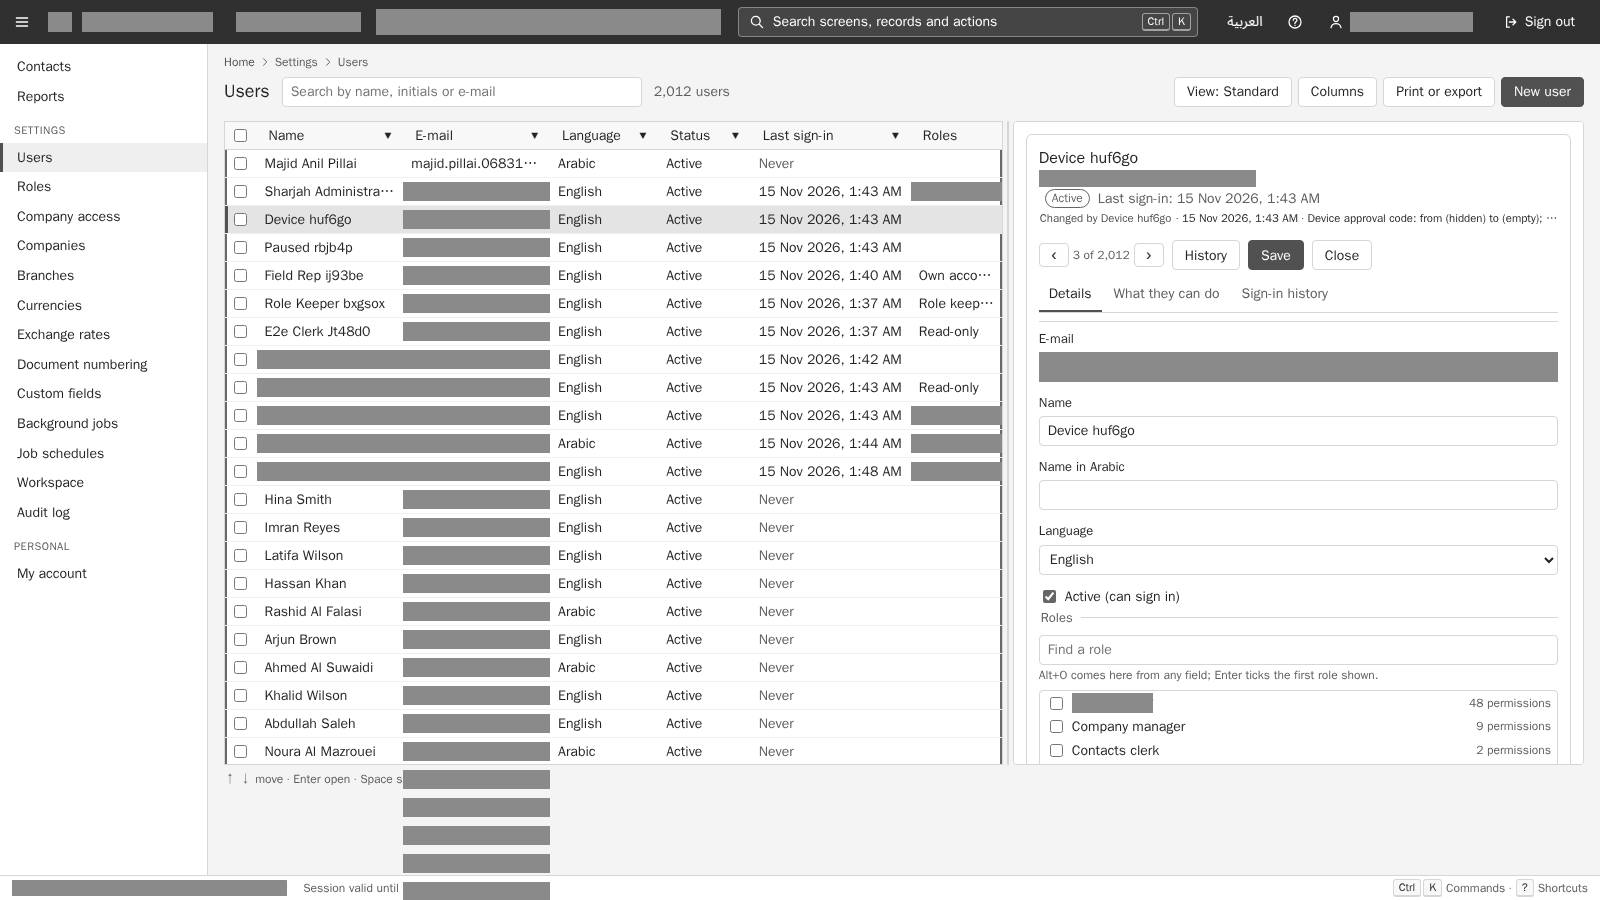 Search screens, records and actions Ctrl K العربية Sign out
Contacts
Reports
SETTINGS
Users
Roles
Company access
Companies
Branches
Currencies
Exchange rates
Document numbering
Custom fields
Background jobs
Job schedules
Workspace
Audit log
PERSONAL
My account
Home > Settings > Users
Users Search by name, initials or e-mail 2,012 users View: Standard Columns Print or export New user
Name ▼ E-mail ▼ Language ▼ Status ▼ Last sign-in ▼ Roles
Majid Anil Pillai majid.pillai.06831··· Arabic Active Never
Sharjah Administra··· English Active 15 Nov 2026, 1:43 AM
Device huf6go English Active 15 Nov 2026, 1:43 AM
Paused rbjb4p English Active 15 Nov 2026, 1:43 AM
Field Rep ij93be English Active 15 Nov 2026, 1:40 AM Own acco···
Role Keeper bxgsox English Active 15 Nov 2026, 1:37 AM Role keep···
E2e Clerk Jt48d0 English Active 15 Nov 2026, 1:37 AM Read-only
English Active 15 Nov 2026, 1:42 AM
English Active 15 Nov 2026, 1:43 AM Read-only
English Active 15 Nov 2026, 1:43 AM
Arabic Active 15 Nov 2026, 1:44 AM
English Active 15 Nov 2026, 1:48 AM
Hina Smith English Active Never
Imran Reyes English Active Never
Latifa Wilson English Active Never
Hassan Khan English Active Never
Rashid Al Falasi Arabic Active Never
Arjun Brown English Active Never
Ahmed Al Suwaidi Arabic Active Never
Khalid Wilson English Active Never
Abdullah Saleh English Active Never
Noura Al Mazrouei Arabic Active Never
↑ ↓ move · Enter open · Space s
Device huf6go
Active Last sign-in: 15 Nov 2026, 1:43 AM
Changed by Device huf6go · 15 Nov 2026, 1:43 AM · Device approval code: from (hidden) to (empty); ···
‹ 3 of 2,012 › History Save Close
Details What they can do Sign-in history
E-mail
Name
Device huf6go
Name in Arabic
Language
English
Active (can sign in)
Roles
Find a role
Alt+O comes here from any field; Enter ticks the first role shown.
48 permissions
Company manager 9 permissions
Contacts clerk 2 permissions
Session valid until
Ctrl K Commands · ? Shortcuts